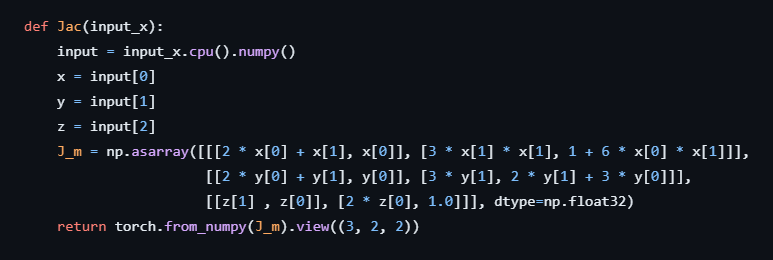 def Jac(input_x):
    input = input_x.cpu().numpy()
    x = input[0]
    y = input[1]
    z = input[2]
    J_m = np.asarray([[[2 * x[0] + x[1], x[0]], [3 * x[1] * x[1], 1 + 6 * x[0] * x[1]]],
                      [[2 * y[0] + y[1], y[0]], [3 * y[1], 2 * y[1] + 3 * y[0]]],
                      [[z[1] , z[0]], [2 * z[0], 1.0]]], dtype=np.float32)
    return torch.from_numpy(J_m).view((3, 2, 2))